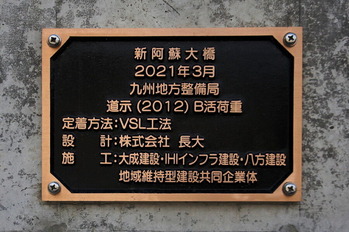 新阿蘇大橋
2021年3月
九州地方整備局
道示(2012)B活荷重
定着方法:VSL工法
設　　計:株式会社 長大
施　　工:大成建設・IHIインフラ建設・八方建設
地域維持型建設共同企業体